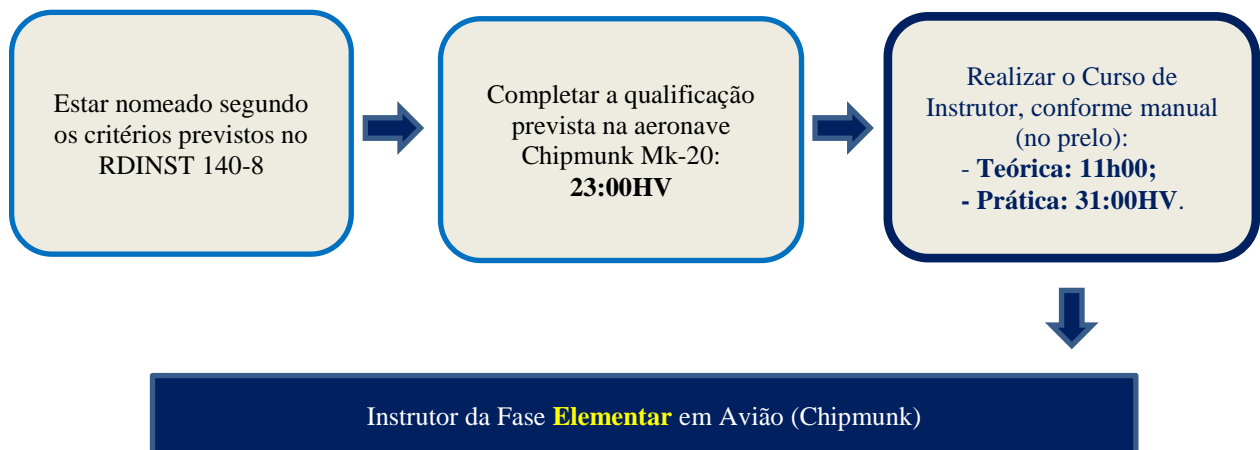 Estar nomeado segundo
os critérios previstos no
RDINST 140-8
Completar a qualificação
prevista na aeronave
Chipmunk Mk-20:
23:00HV
Realizar o Curso de
Instrutor, conforme manual
(no prelo):
- Teórica: 11h00;
- Prática: 31:00HV.
Instrutor da Fase Elementar em Avião (Chipmunk)